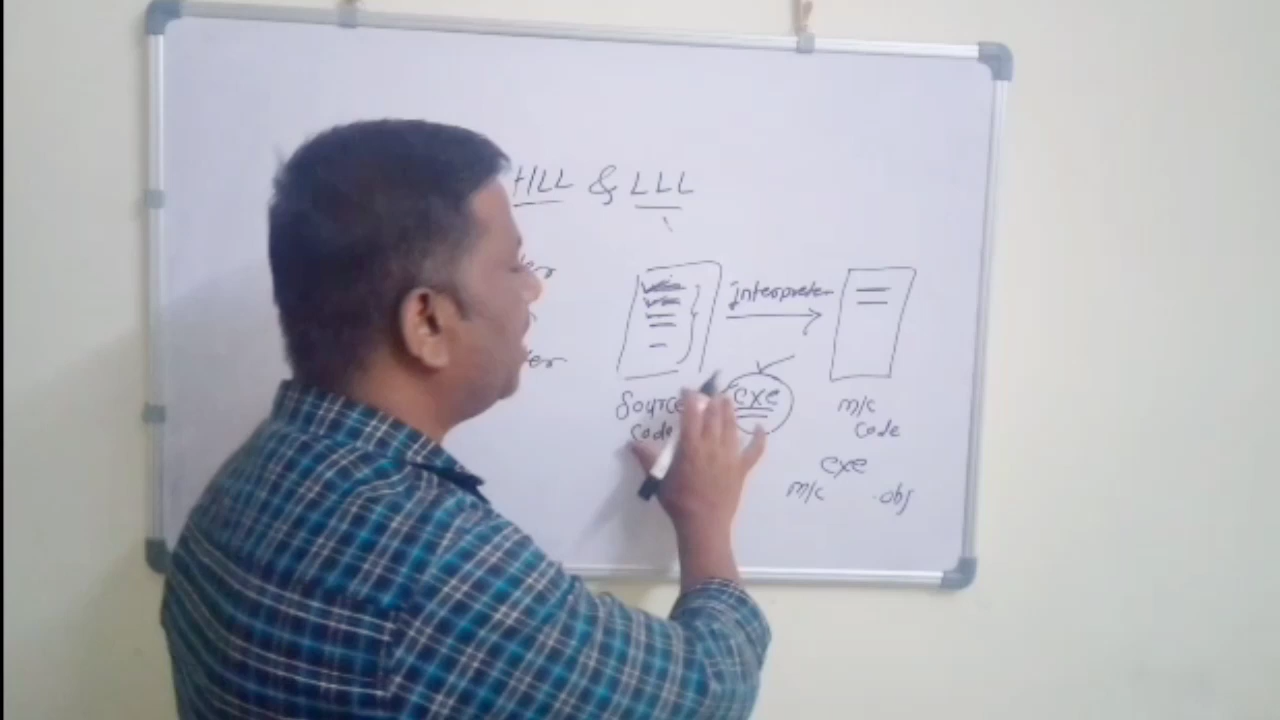 HLL & LLL
interpreter
Source
Code
exe
m/c
Code
exe
m/c .obj